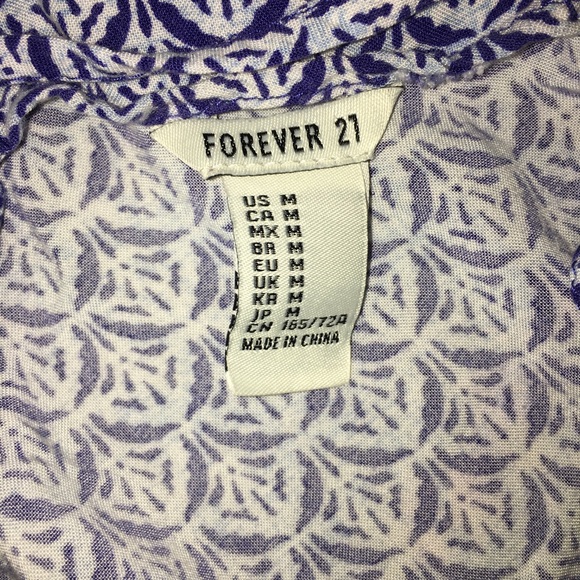 FOREVER 21
US M
CA M
MX M
BR M
EU M
UK M
KR M
JP M
CN 165/72A
MADE IN CHINA